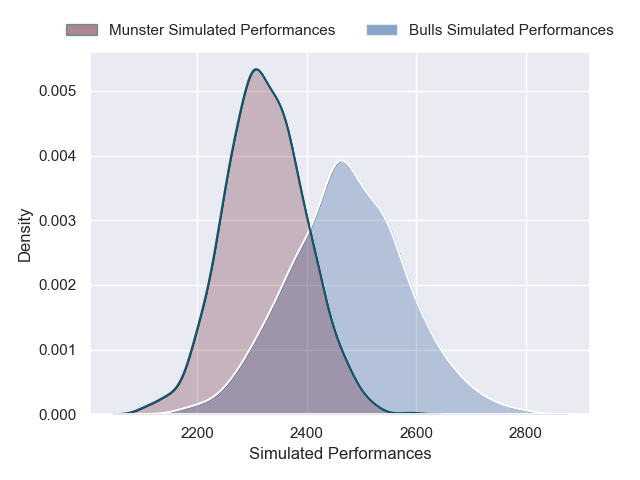 Munster Simulated Performances Bulls Simulated Performances
0.005
0.004
0.003
0.002
0.001
0.000
Density
2200 2400 2600 2800
Simulated Performances